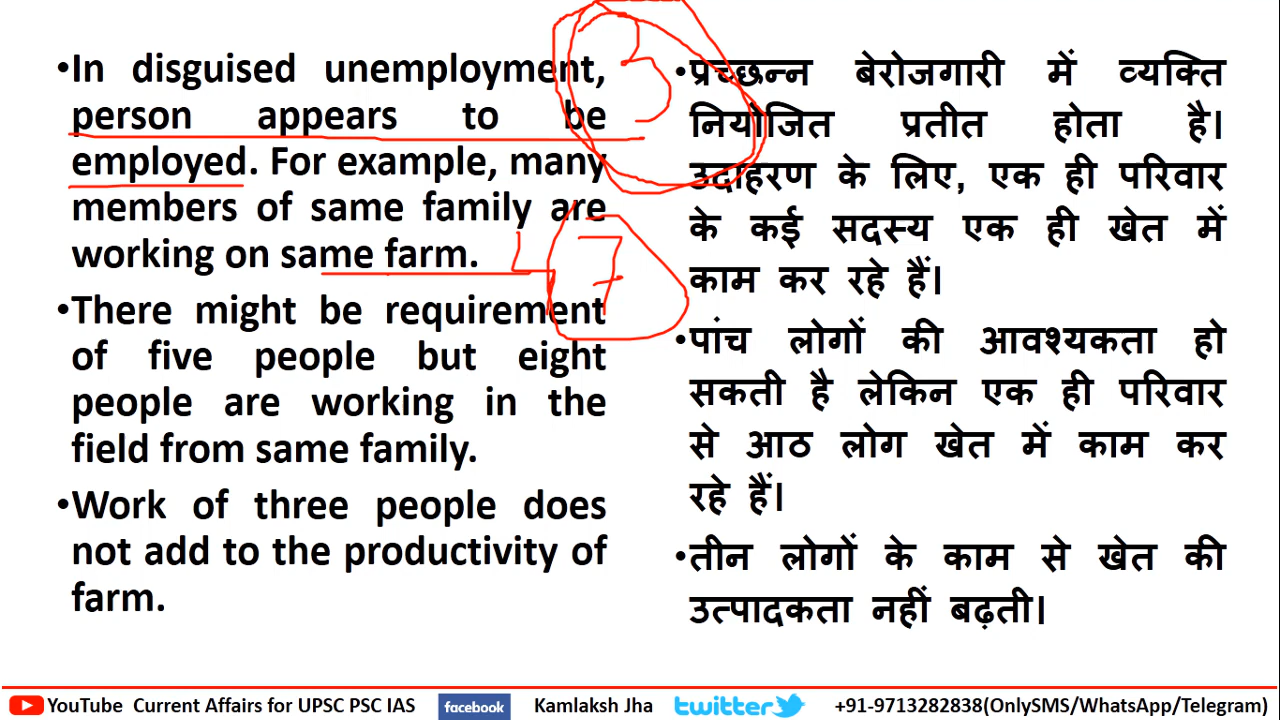 •In disguised unemployment,
person appears to be
employed. For example, many
members of same family are
working on same farm.
•There might be requirement
of five people but eight
people are working in the
field from same family.
•Work of three people does
not add to the productivity of
farm.
3
7
•प्रच्छन्न बेरोजगारी में व्यक्ति
नियोजित प्रतीत होता है।
उदाहरण के लिए, एक ही परिवार
के कई सदस्य एक ही खेत में
काम कर रहे हैं।
•पांच लोगों की आवश्यकता हो
सकती है लेकिन एक ही परिवार
से आठ लोग खेत में काम कर
रहे हैं।
•तीन लोगों के काम से खेत की
उत्पादकता नहीं बढ़ती।
YouTube Current Affairs for UPSC PSC IAS facebook Kamlaksh Jha twitter +91-9713282838(OnlySMS/WhatsApp/Telegram)